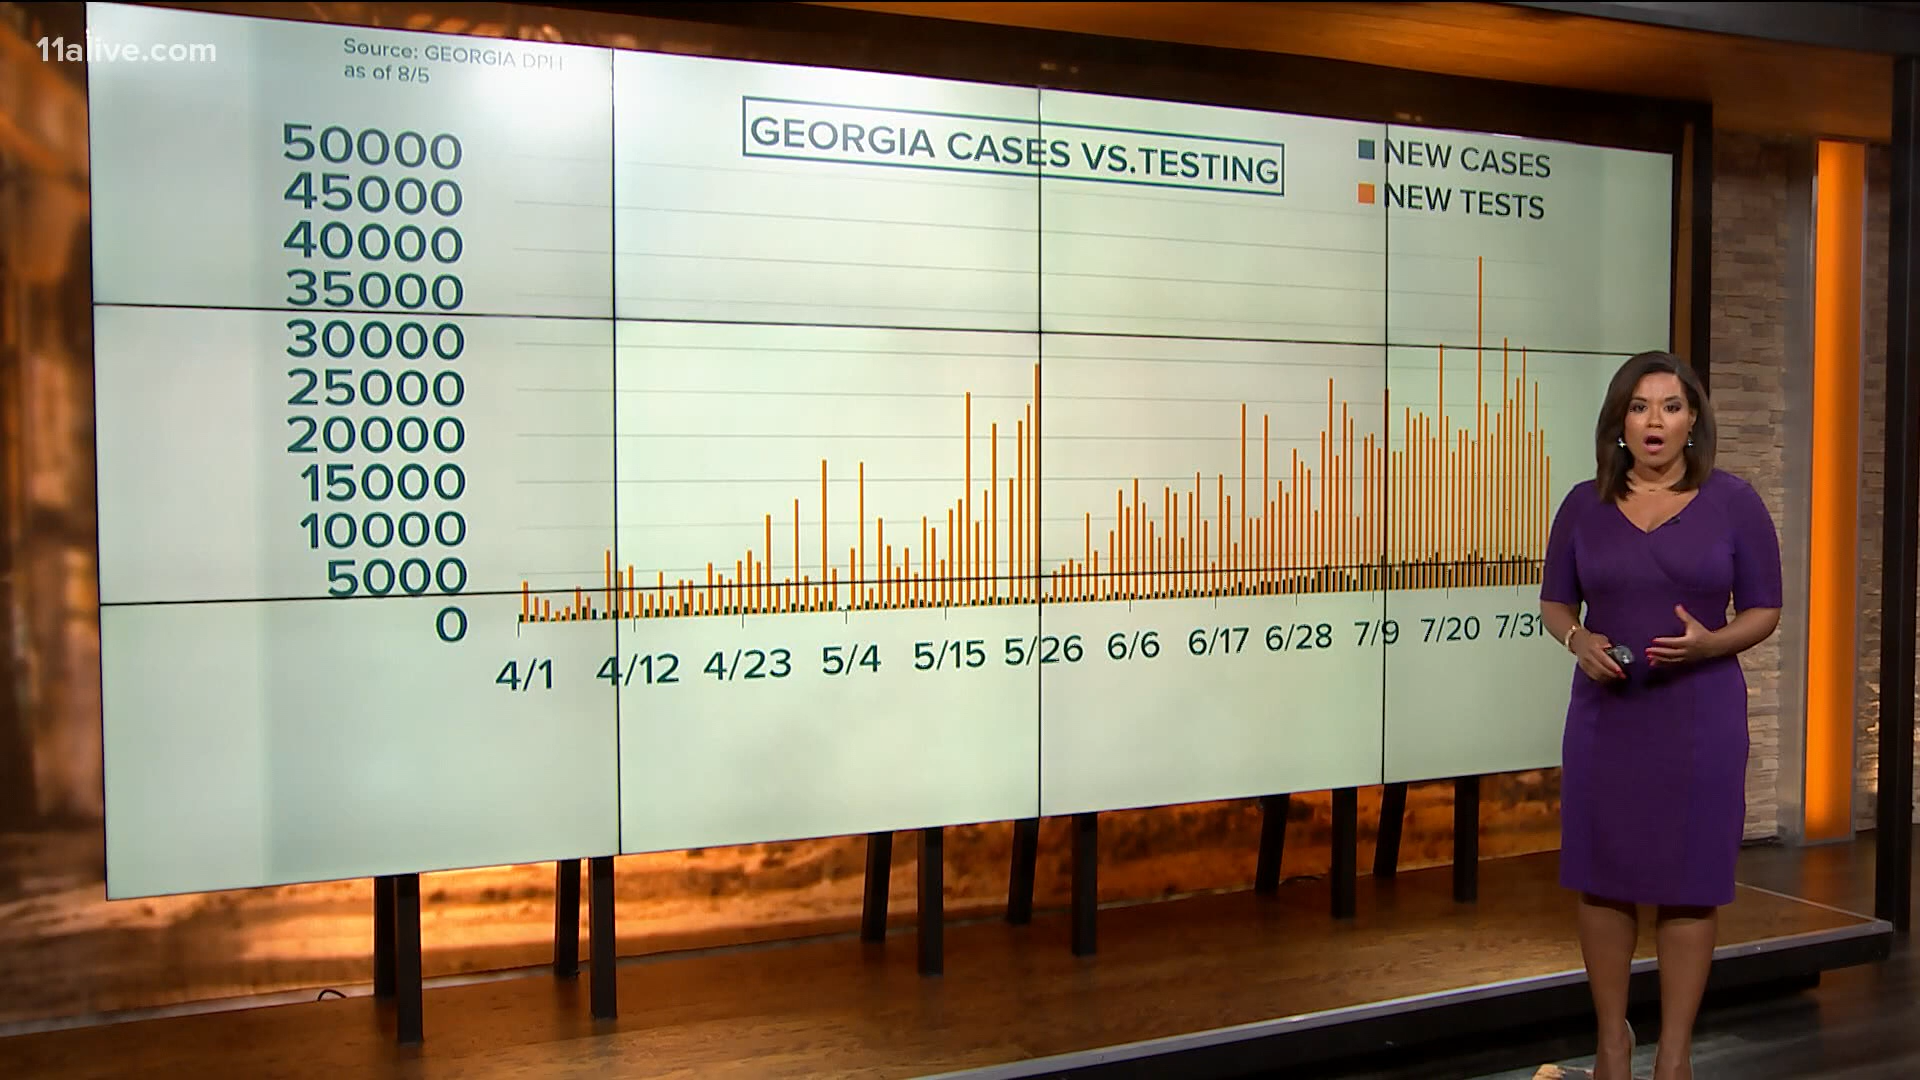 11alive.com
Source: GEORGIA DPH
as of 8/5
GEORGIA CASES VS.TESTING
NEW CASES
NEW TESTS
50000
45000
40000
35000
30000
25000
20000
15000
10000
5000
0
4/1 4/12 4/23 5/4 5/15 5/26 6/6 6/17 6/28 7/9 7/20 7/31